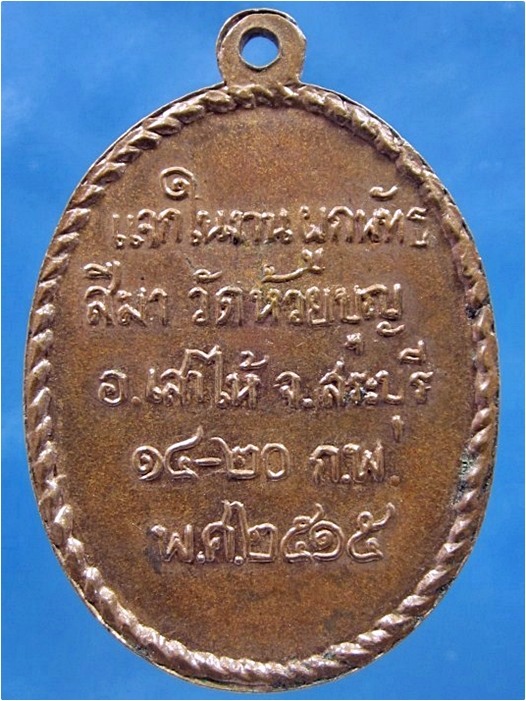 แจกในงานผูกพัทธ
สีมา วัดห้วยบุญ
อ.เสาไห้ จ.สระบุรี
๑๔-๒๐ ก.พ.
พ.ศ.๒๕๑๕